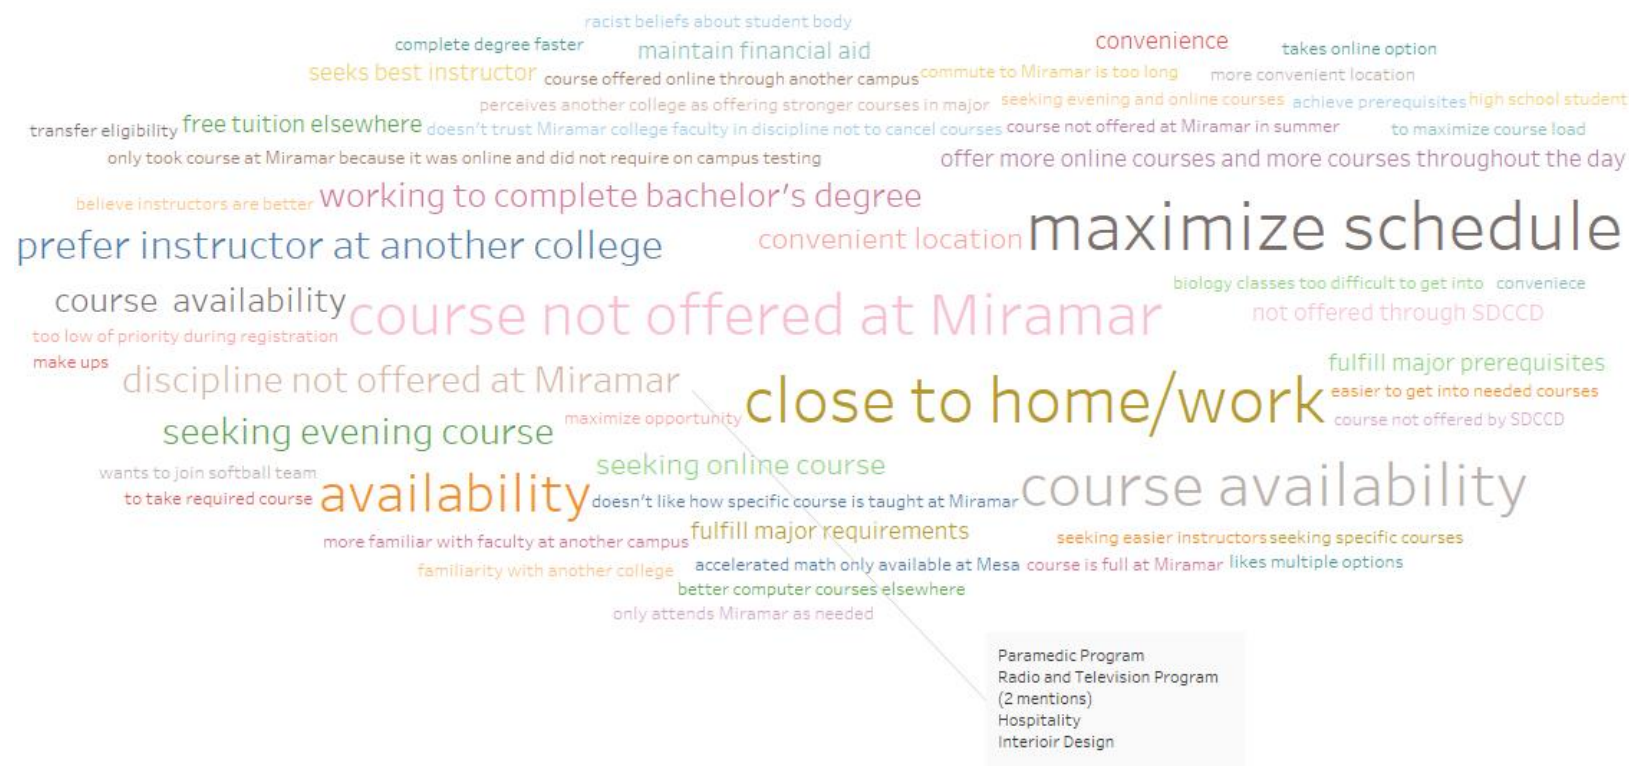 racist beliefs about student body
complete degree faster
maintain financial aid
convenience
takes online option
seeks best instructor
course offered online through another campus
commute to Miramar is too long
more convenient location
perceives another college as offering stronger courses in major
seeking evening and online courses
achieve prerequisites
high school student
transfer eligibility
free tuition elsewhere
doesn't trust Miramar college faculty in discipline not to cancel courses
course not offered at Miramar in summer
to maximize course load
only took course at Miramar because it was online and did not require on campus testing
offer more online courses and more courses throughout the day
believe instructors are better
working to complete bachelor's degree
maximize schedule
prefer instructor at another college
convenient location
biology classes too difficult to get into
conveniece
course availability
course not offered at Miramar
not offered through SDCCD
too low of priority during registration
make ups
discipline not offered at Miramar
close to home/work
fulfill major prerequisites
easier to get into needed courses
maximize opportunity
course not offered by SDCCD
seeking evening course
wants to join softball team
seeking online course
to take required course
availability
doesn't like how specific course is taught at Miramar
course availability
more familiar with faculty at another campus
fulfill major requirements
seeking easier instructors
seeking specific courses
familiarity with another college
accelerated math only available at Mesa
course is full at Miramar
likes multiple options
better computer courses elsewhere
only attends Miramar as needed
Paramedic Program
Radio and Television Program
(2 mentions)
Hospitality
Interioir Design